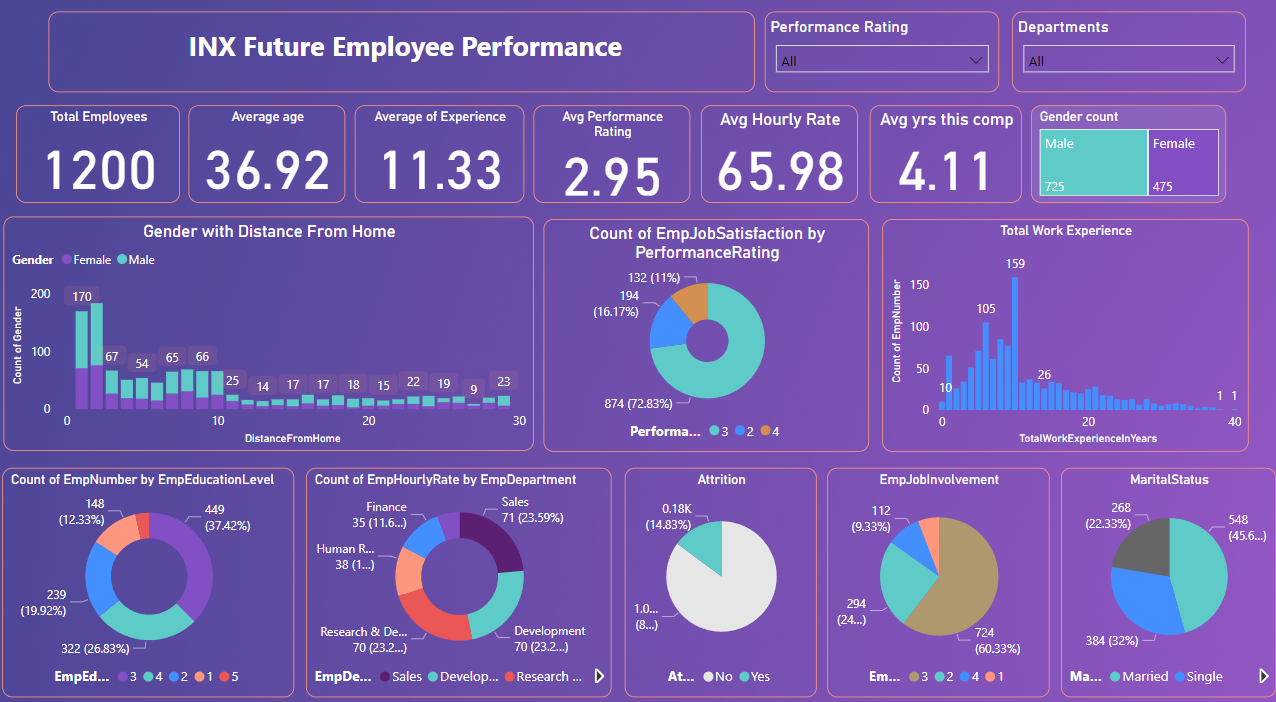 INX Future Employee Performance
Performance Rating
All
Departments
All
Total Employees
1200
Average age
36.92
Average of Experience
11.33
Avg Performance
Rating
2.95
Avg Hourly Rate
65.98
Avg yrs this comp
4.11
Gender count
Male
725
Female
475
Gender with Distance From Home
Gender Female Male
Count of Gender
200
100
0
170
67
54
65
66
25
14
17
17
18
15
22
19
9
23
0
10
20
30
DistanceFromHome
Count of EmpJobSatisfaction by
PerformanceRating
132 (11%)
194
(16.17%)
874 (72.83%)
Performa... 3 2 4
Total Work Experience
Count of EmpNumber
150
100
50
0
10
105
159
26
1
1
0
20
40
TotalWorkExperienceInYears
Count of EmpNumber by EmpEducationLevel
148
(12.33%)
449
(37.42%)
239
(19.92%)
322 (26.83%)
EmpEd... 3 4 2 1 5
Count of EmpHourlyRate by EmpDepartment
Finance
35 (11.6...)
Sales
71 (23.59%)
Human R...
38 (1...)
Research & De...
70 (23.2...)
Development
70 (23.2...)
EmpDe... Sales Develop... Research ...
Attrition
0.18K
(14.83%)
1.0...
(8...)
At... No Yes
EmpJobInvolvement
112
(9.33%)
294
(24...)
724
(60.33%)
Em... 3 2 4 1
MaritalStatus
268
(22.33%)
548
(45.6...)
384 (32%)
Ma... Married Single